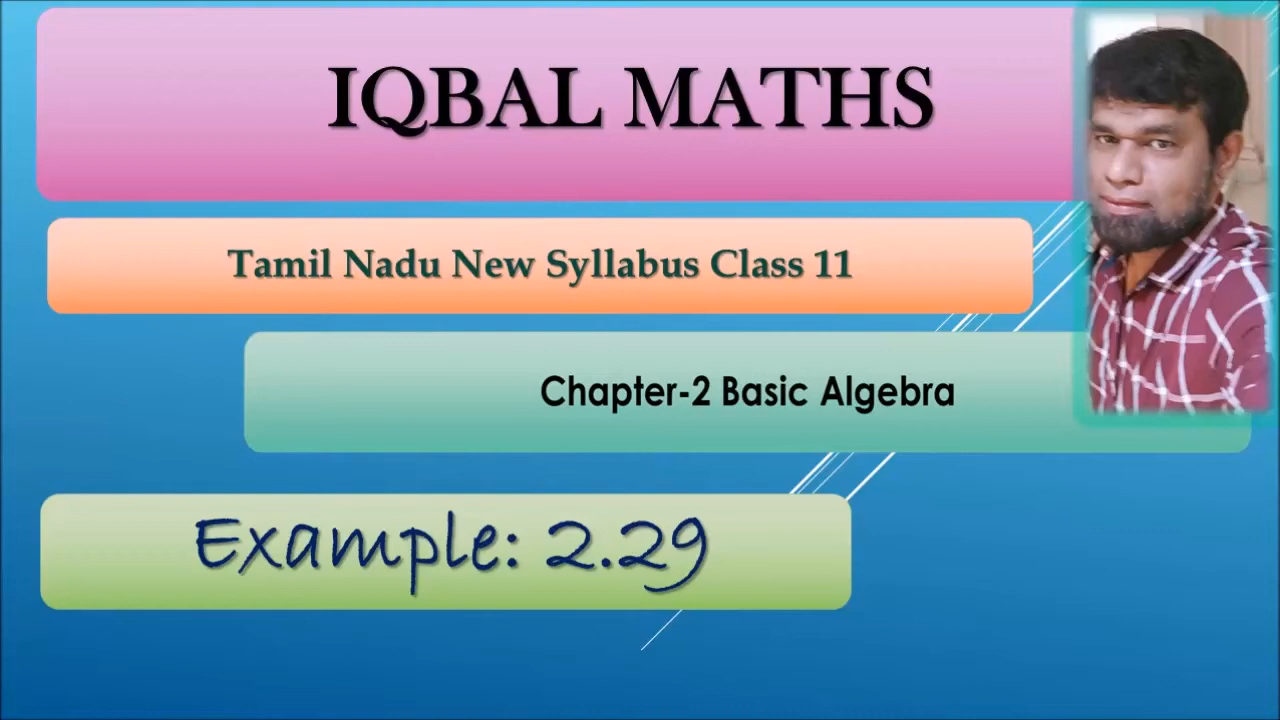 IQBAL MATHS
Tamil Nadu New Syllabus Class 11
Chapter-2 Basic Algebra
Example: 2.29